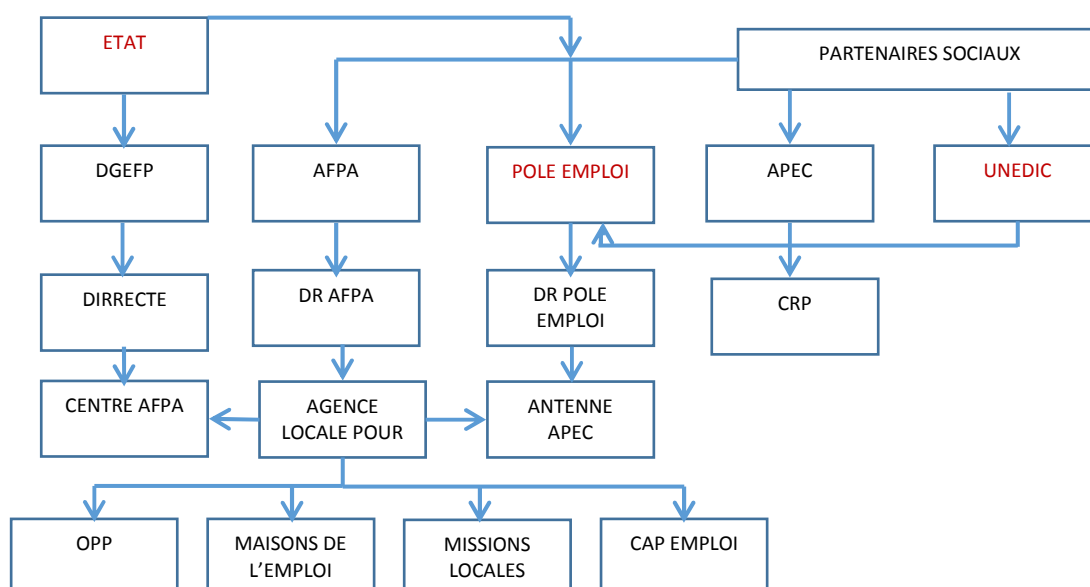 ETAT
PARTENAIRES SOCIAUX
DGEFP
AFPA
POLE EMPLOI
APEC
UNEDIC
DIRRECTE
DR AFPA
DR POLE
EMPLOI
CRP
CENTRE AFPA
AGENCE
LOCALE POUR
ANTENNE
APEC
OPP
MAISONS DE
L’EMPLOI
MISSIONS
LOCALES
CAP EMPLOI